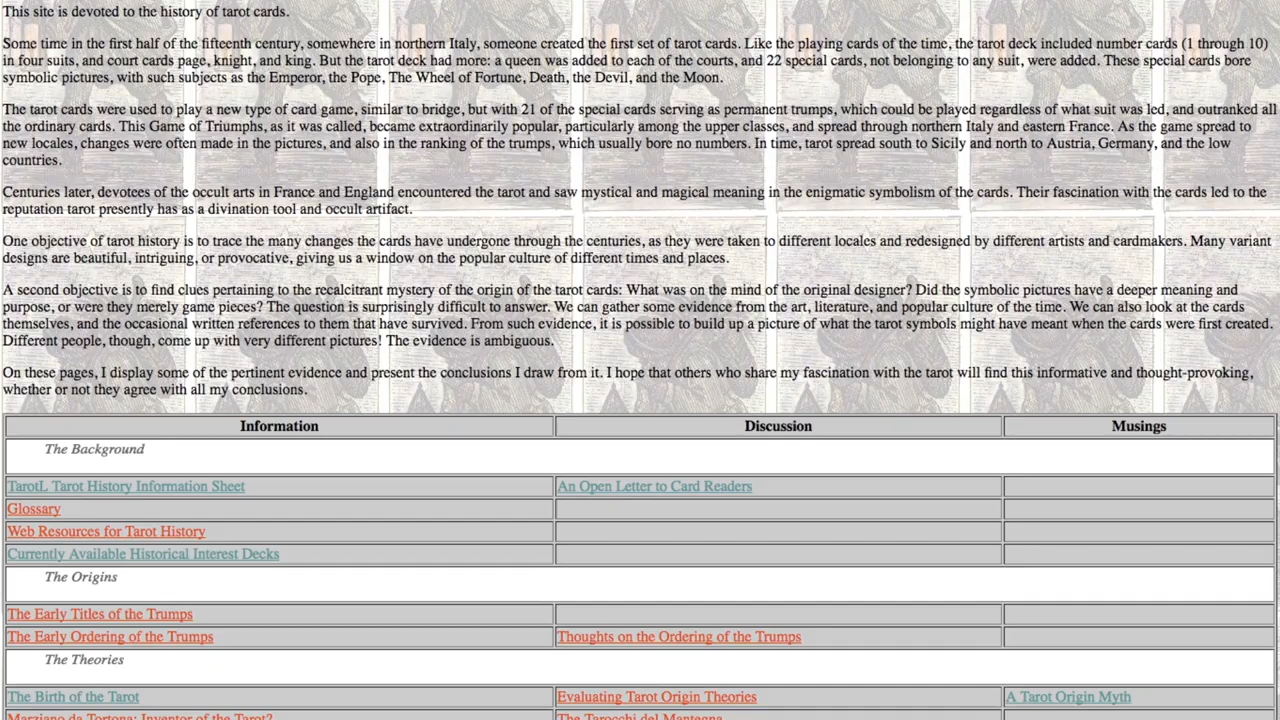 This site is devoted to the history of tarot cards.
Some time in the first half of the fifteenth century, somewhere in northern Italy, someone created the first set of tarot cards. Like the playing cards of the time, the tarot deck included number cards (1 through 10)
in four suits, and court cards page, knight, and king. But the tarot deck had more: a queen was added to each of the courts, and 22 special cards, not belonging to any suit, were added. These special cards bore
symbolic pictures, with such subjects as the Emperor, the Pope, The Wheel of Fortune, Death, the Devil, and the Moon.
The tarot cards were used to play a new type of card game, similar to bridge, but with 21 of the special cards serving as permanent trumps, which could be played regardless of what suit was led, and outranked all
the ordinary cards. This Game of Triumphs, as it was called, became extraordinarily popular, particularly among the upper classes, and spread through northern Italy and eastern France. As the game spread to
new locales, changes were often made in the pictures, and also in the ranking of the trumps, which usually bore no numbers. In time, tarot spread south to Sicily and north to Austria, Germany, and the low
countries.
Centuries later, devotees of the occult arts in France and England encountered the tarot and saw mystical and magical meaning in the enigmatic symbolism of the cards. Their fascination with the cards led to the
reputation tarot presently has as a divination tool and occult artifact.
One objective of tarot history is to trace the many changes the cards have undergone through the centuries, as they were taken to different locales and redesigned by different artists and cardmakers. Many variant
designs are beautiful, intriguing, or provocative, giving us a window on the popular culture of different times and places.
A second objective is to find clues pertaining to the recalcitrant mystery of the origin of the tarot cards: What was on the mind of the original designer? Did the symbolic pictures have a deeper meaning and
purpose, or were they merely game pieces? The question is surprisingly difficult to answer. We can gather some evidence from the art, literature, and popular culture of the time. We can also look at the cards
themselves, and the occasional written references to them that have survived. From such evidence, it is possible to build up a picture of what the tarot symbols might have meant when the cards were first created.
Different people, though, come up with very different pictures! The evidence is ambiguous.
On these pages, I display some of the pertinent evidence and present the conclusions I draw from it. I hope that others who share my fascination with the tarot will find this informative and thought-provoking,
whether or not they agree with all my conclusions.
Information Discussion Musings
The Background
TarotL Tarot History Information Sheet An Open Letter to Card Readers
Glossary
Web Resources for Tarot History
Currently Available Historical Interest Decks
The Origins
The Early Titles of the Trumps
The Early Ordering of the Trumps Thoughts on the Ordering of the Trumps
The Theories
The Birth of the Tarot Evaluating Tarot Origin Theories A Tarot Origin Myth
Marziano da Tortona: Inventor of the Tarot? The Tarocchi del Mantegna